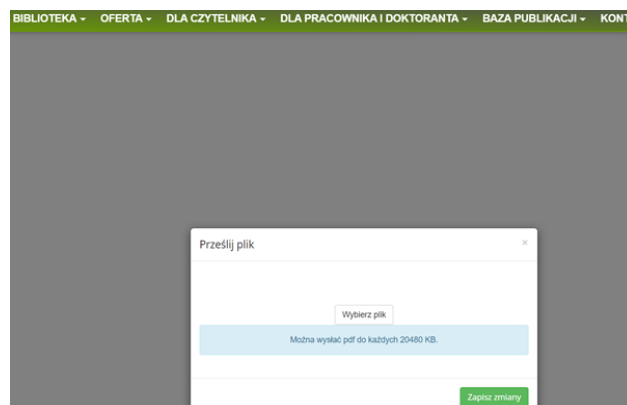 BIBLIOTEKA OFERTA DLA CZYTELNIKA DLA PRACOWNIKA I DOKTORANTA BAZA PUBLIKACJI KONT
Prześlij plik ×
Wybierz plik
Można wysłać pdf do każdych 20480 KB.
Zapisz zmiany